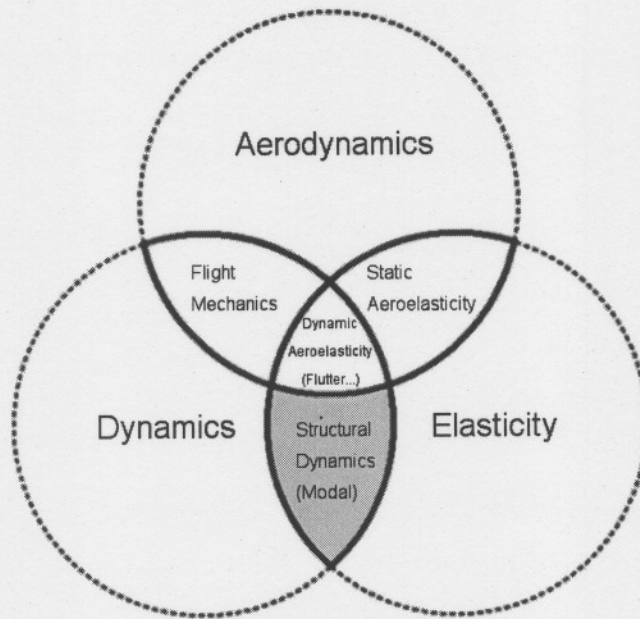 Aerodynamics
Flight
Mechanics
Static
Aeroelasticity
Dynamic
Aeroelasticity
(Flutter...)
Dynamics
Elasticity
Structural
Dynamics
(Modal)